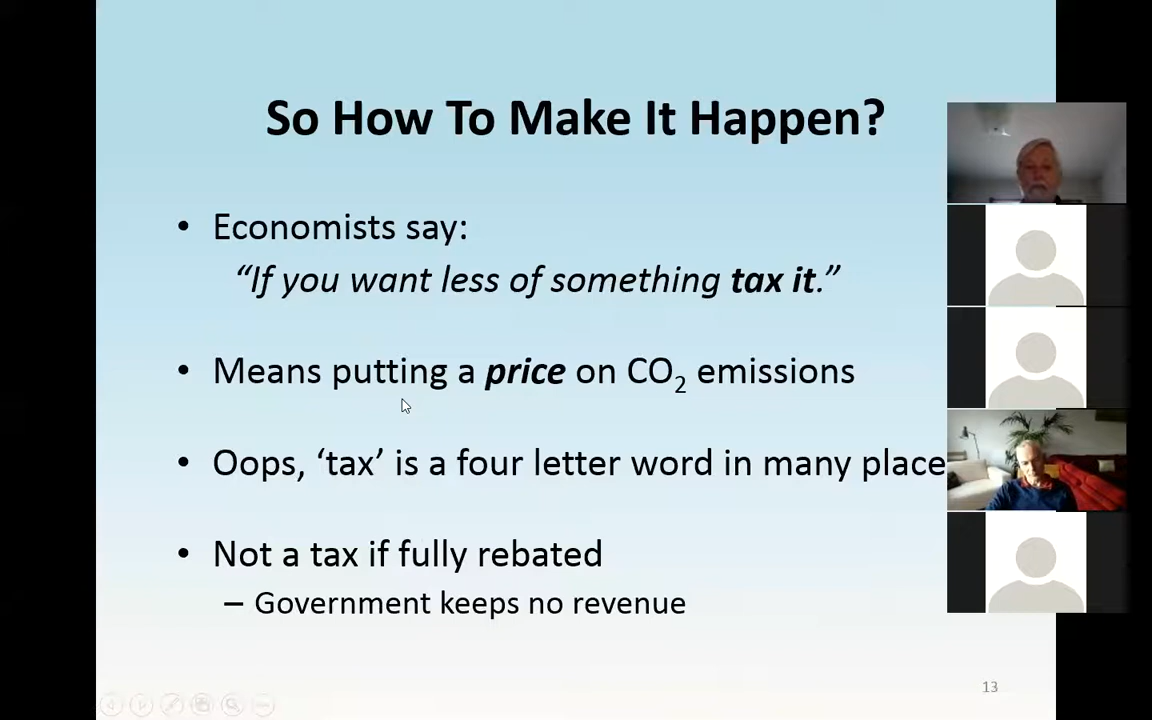 So How To Make It Happen?
• Economists say:
“If you want less of something tax it.”
• Means putting a price on CO₂ emissions
• Oops, ‘tax’ is a four letter word in many place
• Not a tax if fully rebated
– Government keeps no revenue
13